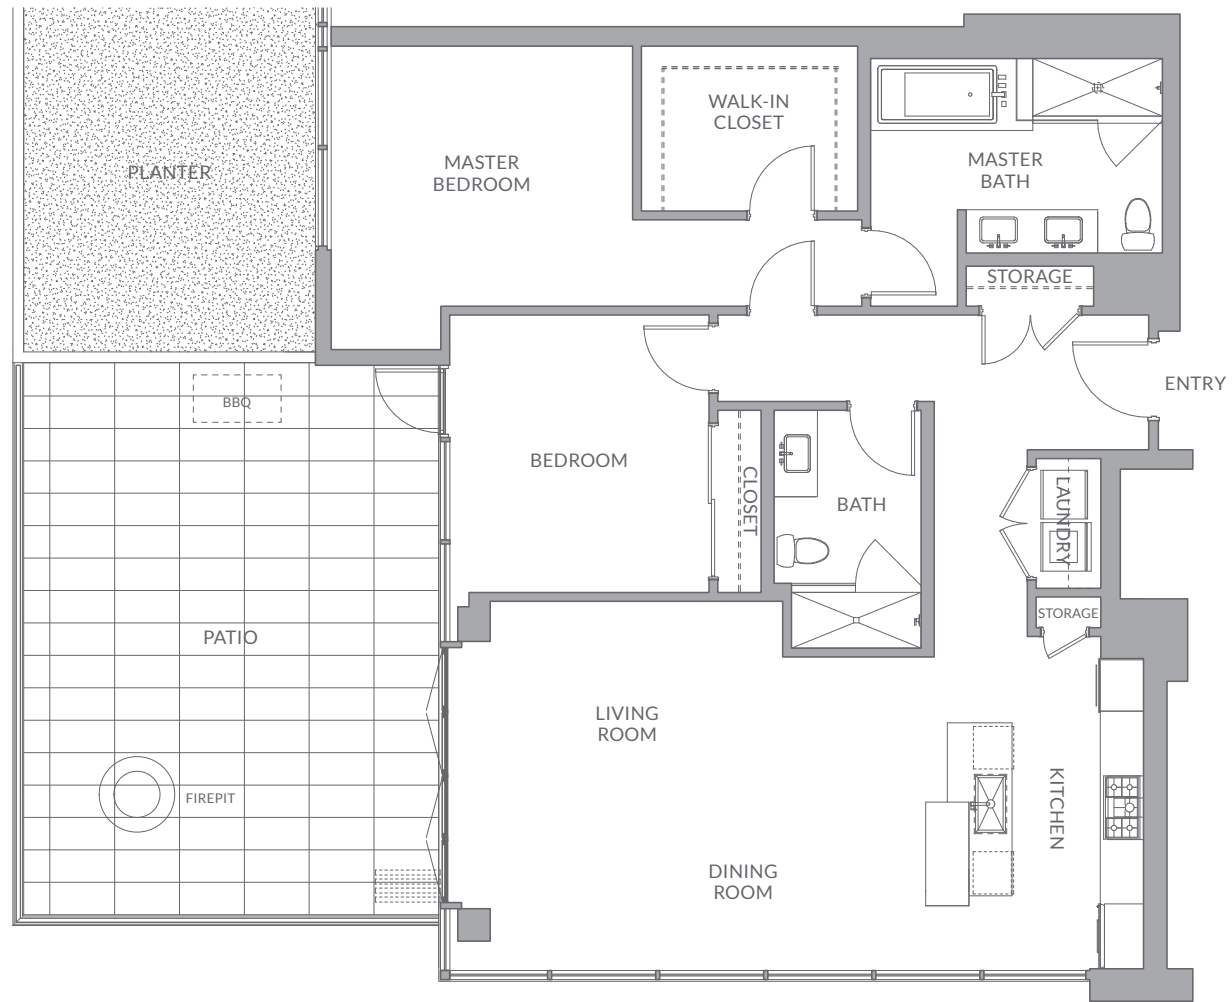 WALK-IN
CLOSET
MASTER
BEDROOM
PLANTER
MASTER
BATH
STORAGE
ENTRY
BBQ
BEDROOM
CLOSET
BATH
LAUNDRY
STORAGE
PATIO
LIVING
ROOM
FIREPIT
KITCHEN
DINING
ROOM